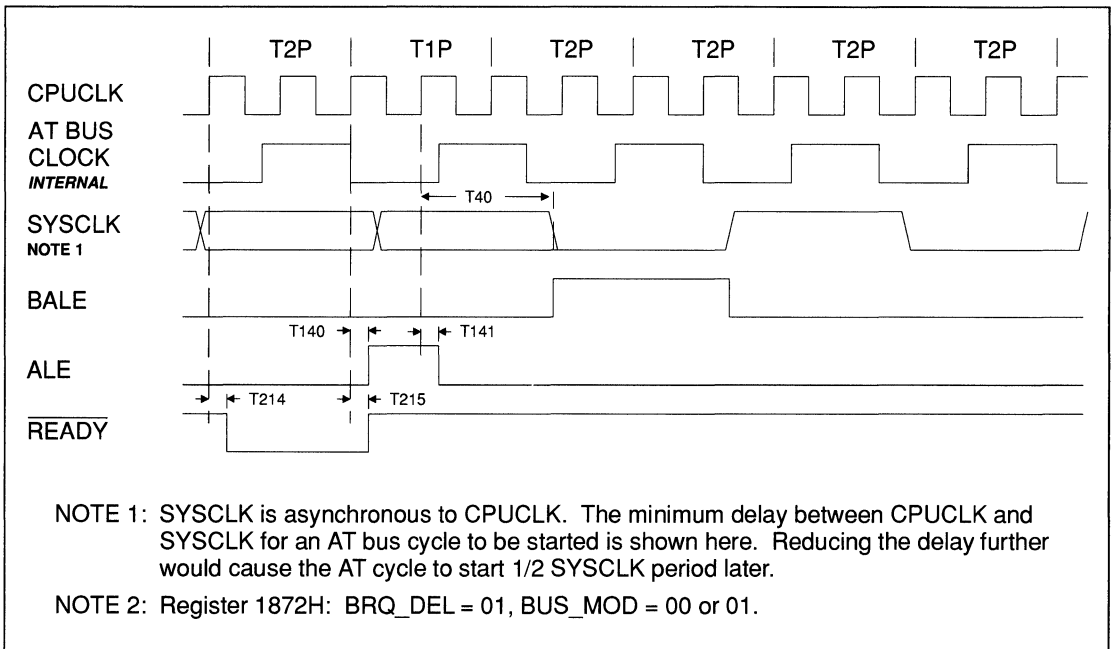 T2P T1P T2P T2P T2P T2P
CPUCLK
AT BUS
CLOCK
INTERNAL
T40
SYSCLK
NOTE 1
BALE
T140 T141
ALE
T214 T215
READY
NOTE 1: SYSCLK is asynchronous to CPUCLK. The minimum delay between CPUCLK and
SYSCLK for an AT bus cycle to be started is shown here. Reducing the delay further
would cause the AT cycle to start 1/2 SYSCLK period later.
NOTE 2: Register 1872H: BRQ_DEL = 01, BUS_MOD = 00 or 01.